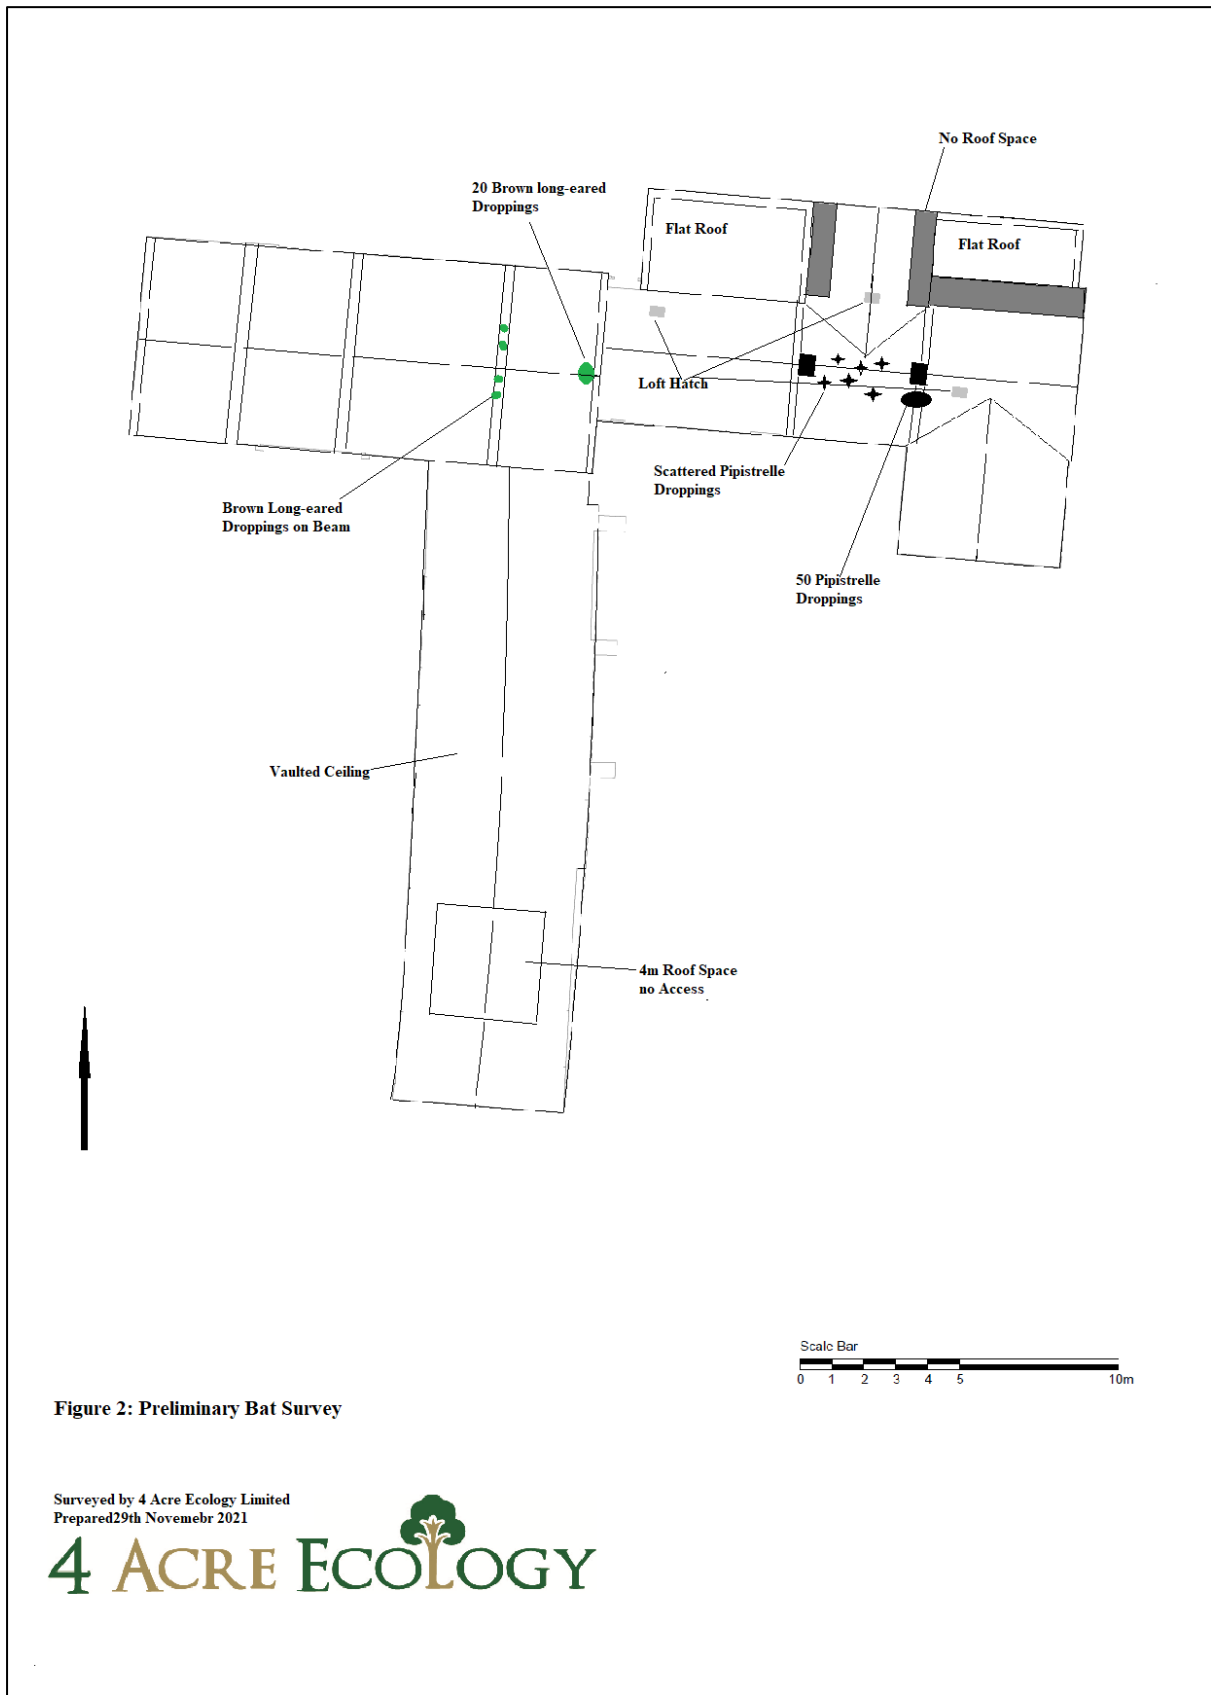 No Roof Space
20 Brown long-eared
Droppings
Flat Roof
Flat Roof
Loft Hatch
Scattered Pipistrelle
Droppings
Brown Long-eared
Droppings on Beam
50 Pipistrelle
Droppings
Vaulted Ceiling
4m Roof Space
no Access
Scale Bar
0 1 2 3 4 5 10m
Figure 2: Preliminary Bat Survey
Surveyed by 4 Acre Ecology Limited
Prepared29th Novemebr 2021
4 ACRE ECOLOGY